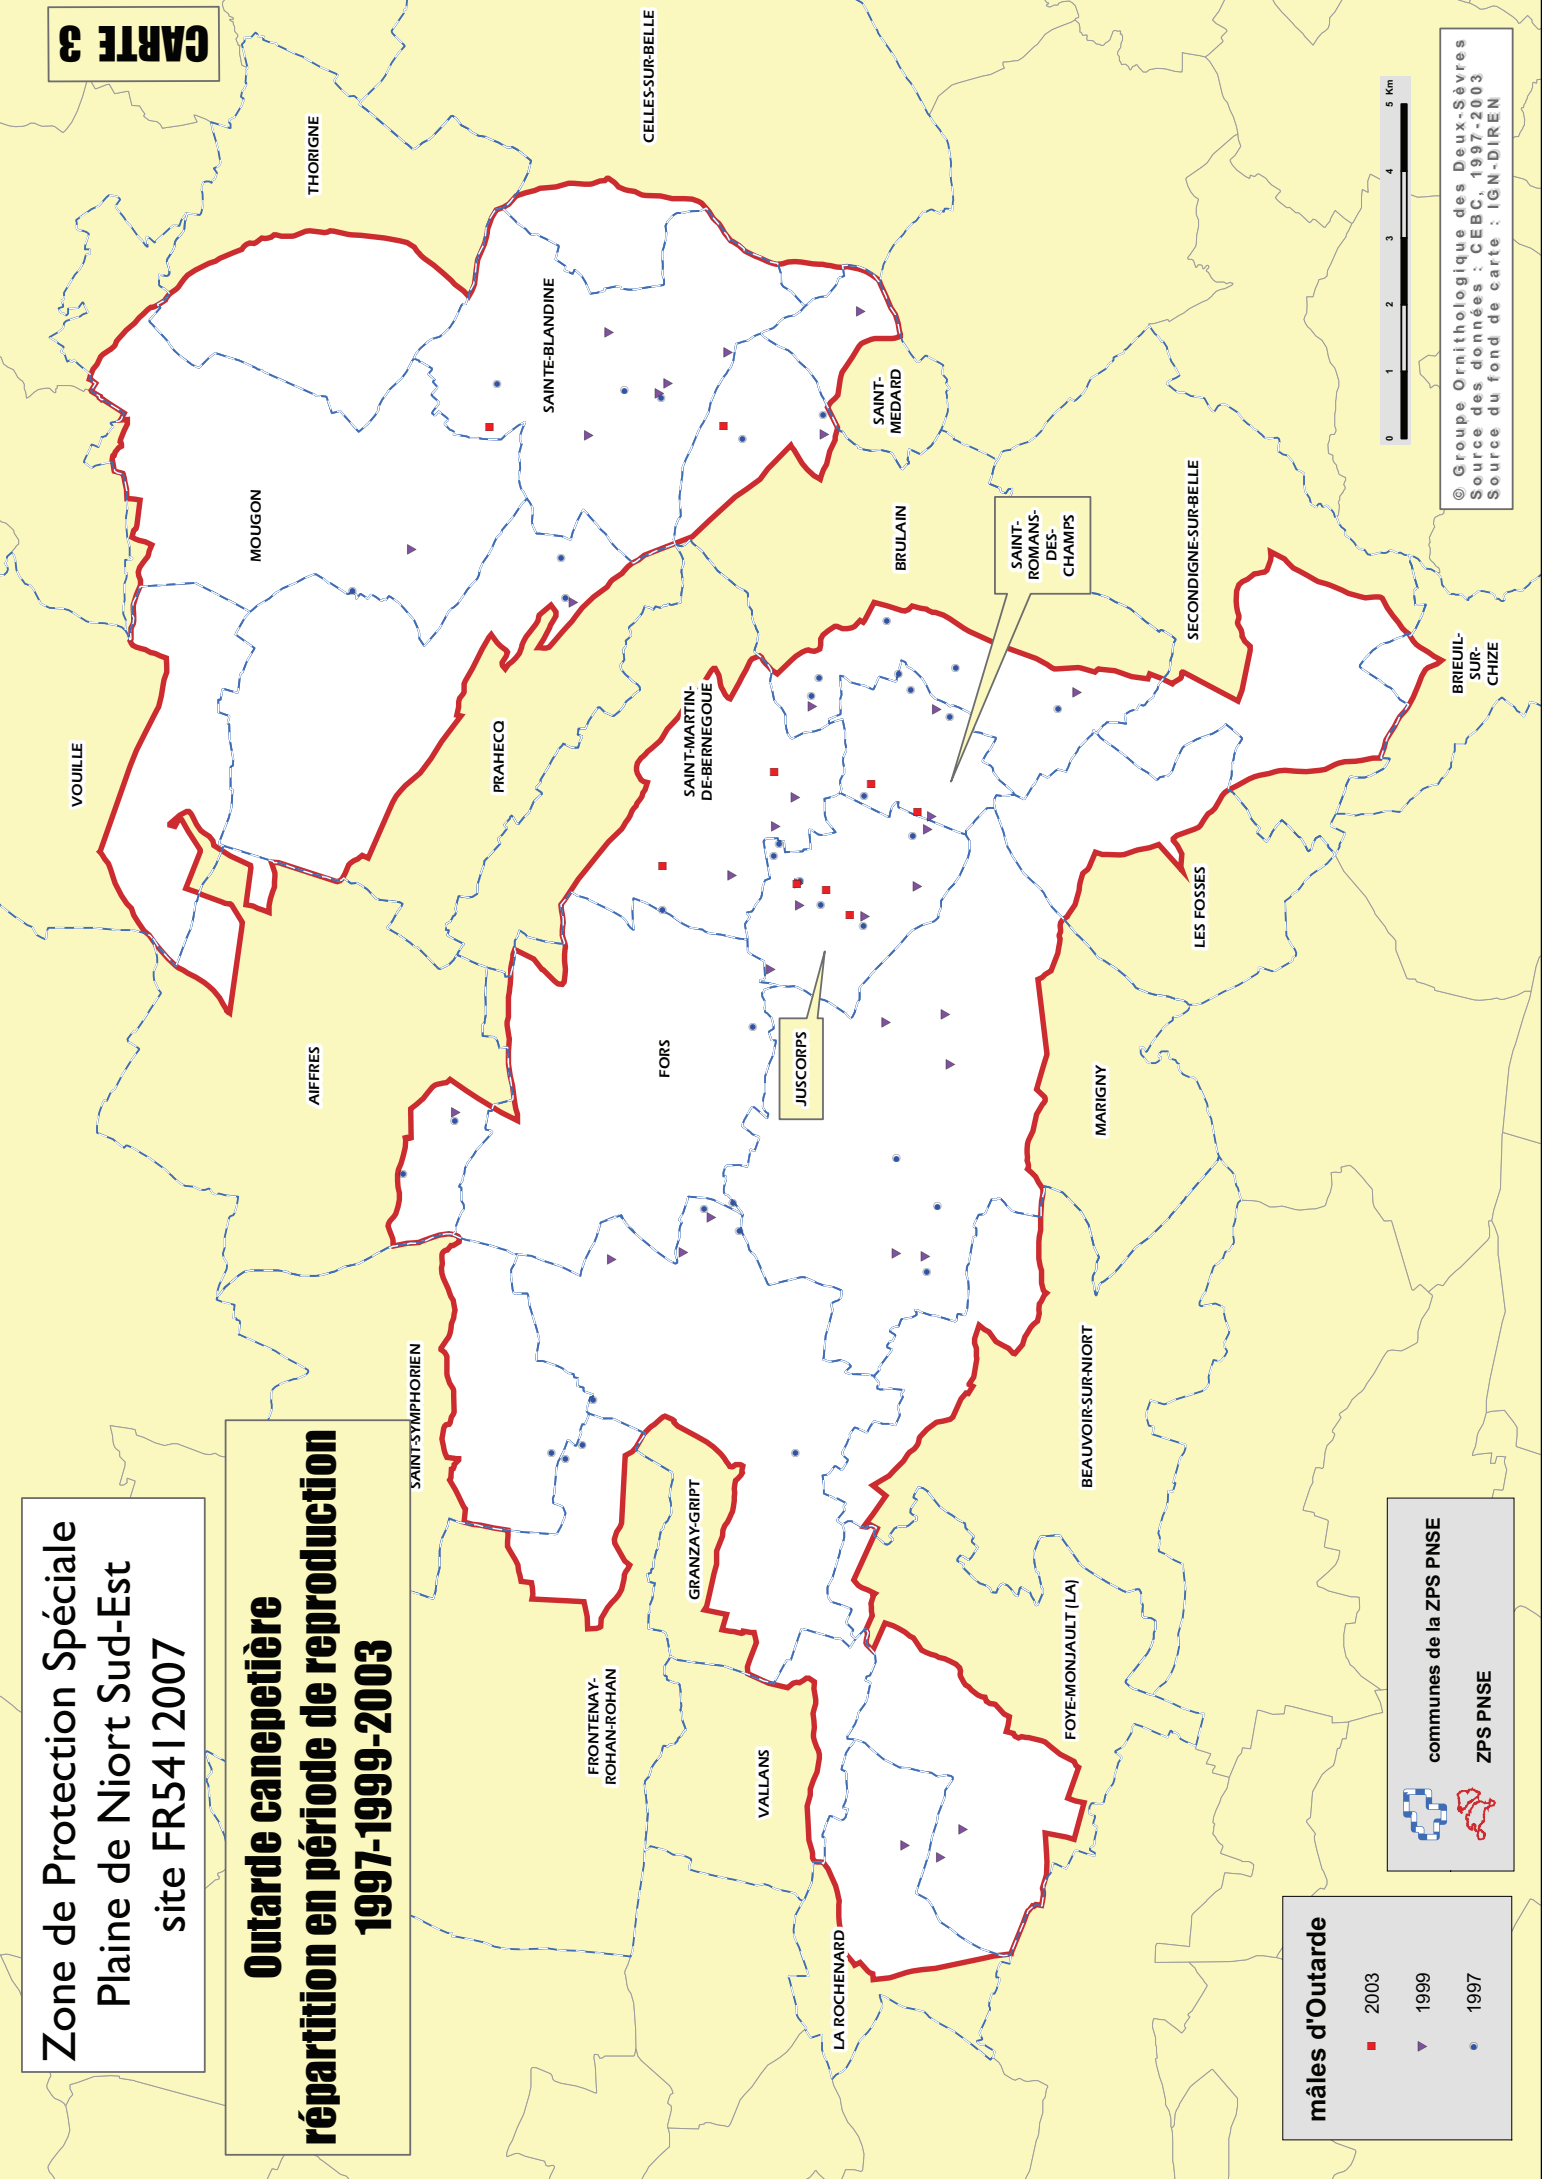 Zone de Protection Spéciale
Plaine de Niort Sud-Est
site FR5412007
Outarde canepetière
répartition en période de reproduction
1997-1999-2003
CARTE 3
VOUILLE
MOUGON
THORIGNE
AIFFRES
PRAHECQ
SAINTE-BLANDINE
CELLES-SUR-BELLE
SAINT-SYMPHORIEN
FORS
SAINT-MARTIN-
DE-BERNEGOUE
FRONTENAY-
ROHAN-ROHAN
GRANZAY-GRIPT
VALLANS
JUSCORPS
BRULAIN
SAINT-
MEDARD
LA ROCHENARD
SAINT-
ROMANS-
DES-
CHAMPS
FOYE-MONJAULT (LA)
BEAUVOIR-SUR-NIORT
MARIGNY
LES FOSSES
SECONDIGNE-SUR-BELLE
BRIEUIL-
SUR-
CHIZE
mâles d'Outarde
2003
1999
1997
communes de la ZPS PNSE
ZPS PNSE
0 1 2 3 4 5 Km
© Groupe Ornithologique des Deux-Sèvres
Source des données : CEBC, 1997-2003
Source du fond de carte : IGN-DIREN